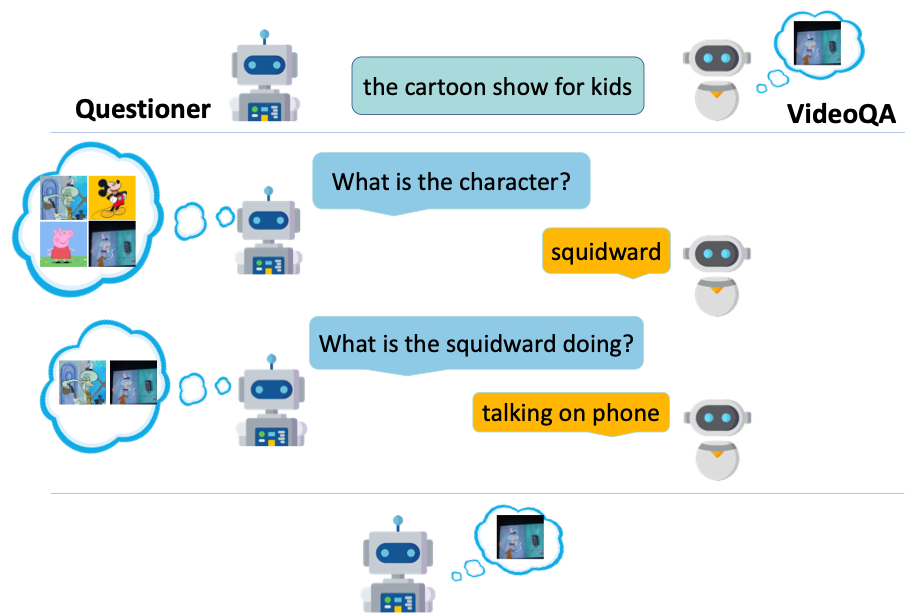 the cartoon show for kids
Questioner
VideoQA
What is the character?
squidward
What is the squidward doing?
talking on phone